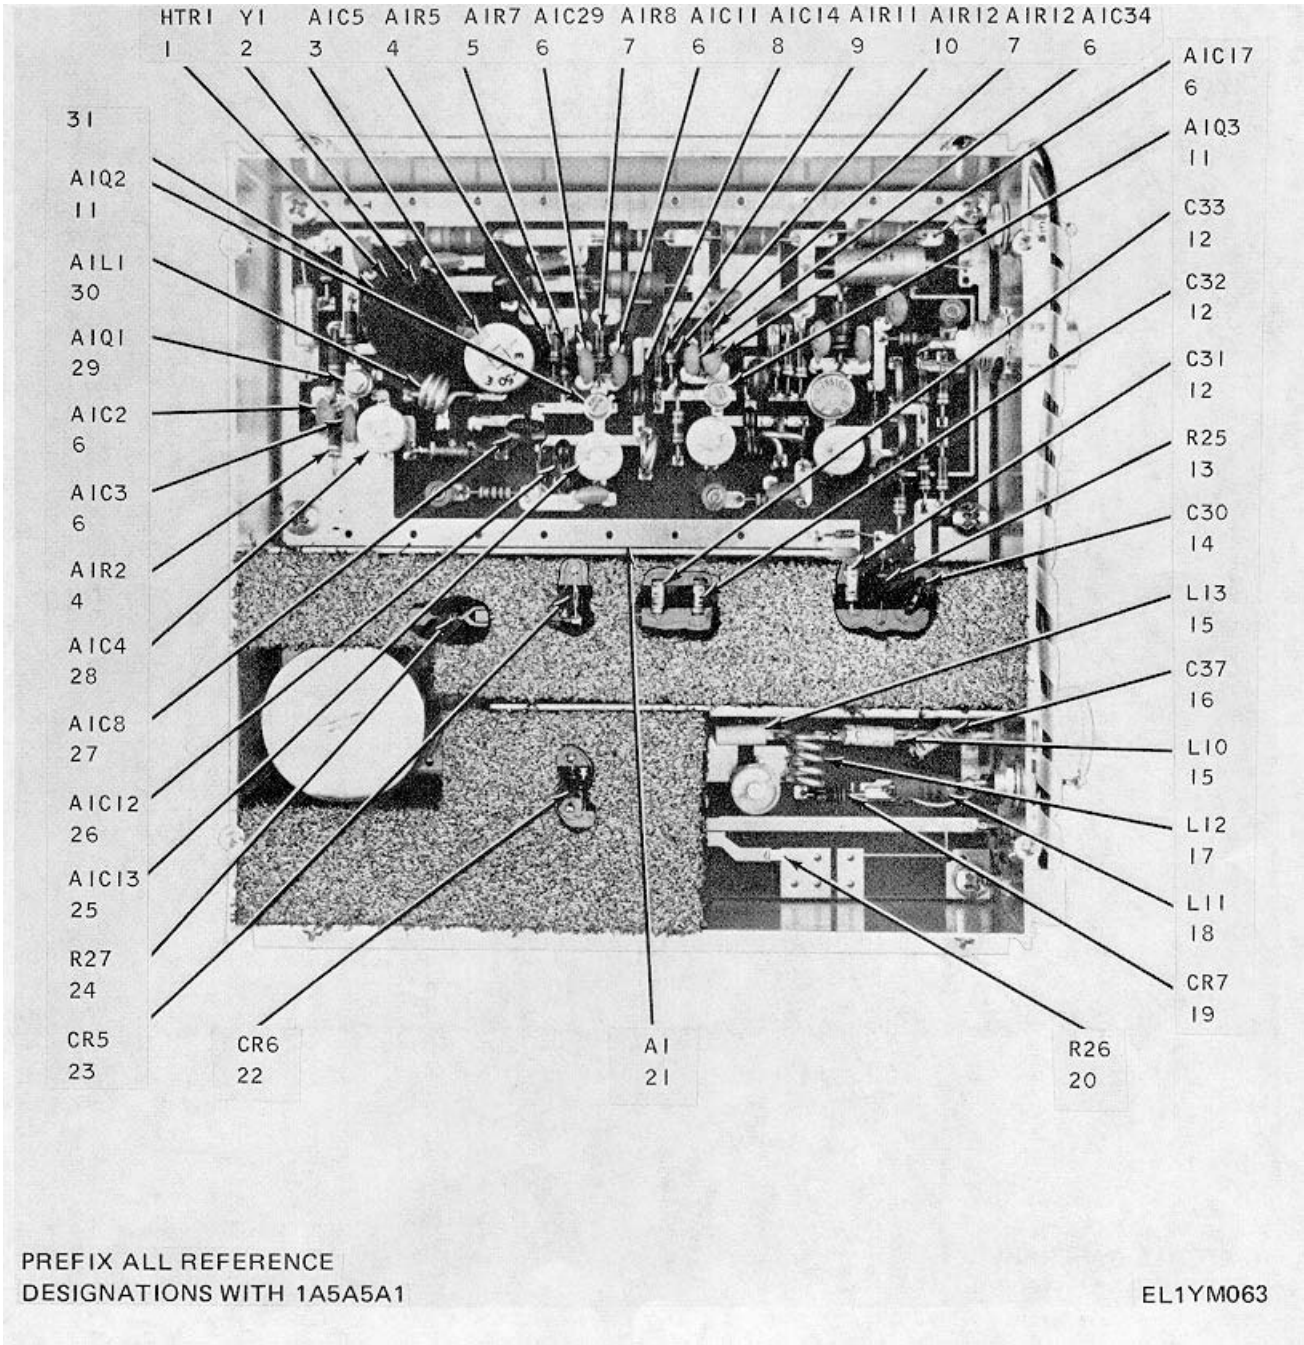 HTR1 Y1 A1C5 A1R5 A1R7 A1C29 A1R8 A1C11 A1C14 A1R11 A1R12 A1R12 A1C34
1 2 3 4 5 6 7 6 8 9 10 7 6
A1C17
6
A1Q3
11
C33
12
C32
12
C31
12
R25
13
C30
14
L13
15
C37
16
L10
15
L12
17
L11
18
CR7
19
31
A1Q2
11
A1L1
30
A1Q1
29
A1C2
6
A1C3
6
A1R2
4
A1C4
28
A1C8
27
A1C12
26
A1C13
25
R27
24
CR5
23
CR6
22
A1
21
R26
20
PREFIX ALL REFERENCE
DESIGNATIONS WITH 1A5A5A1
EL1YM063